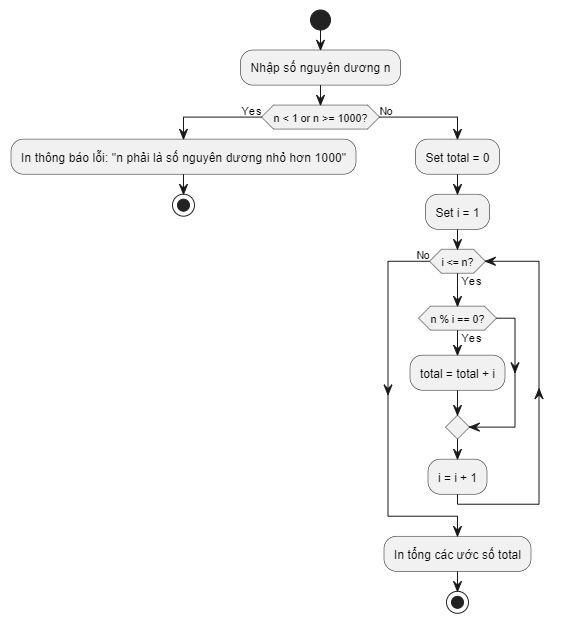 Nhập số nguyên dương n
n < 1 or n >= 1000?
Yes
No
In thông báo lỗi: "n phải là số nguyên dương nhỏ hơn 1000"
Set total = 0
Set i = 1
i <= n?
No
Yes
n % i == 0?
Yes
total = total + i
i = i + 1
In tổng các ước số total